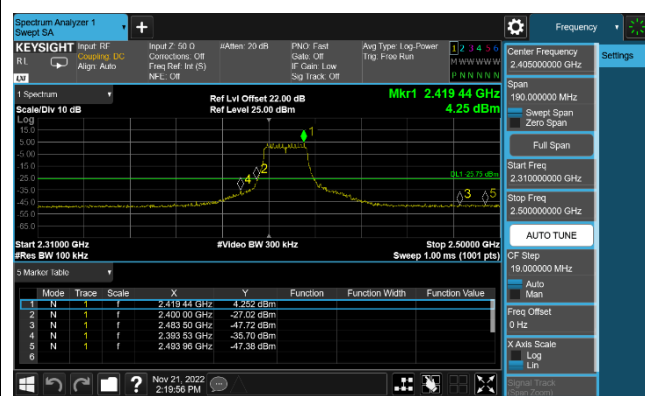 Spectrum Analyzer 1
Swept SA
Frequency
KEYSIGHT Input: RF
RL
Coupling: DC
Align: Auto
LXI
Input Z: 50 Ω
Corrections: Off
Freq Ref: Int (S)
NFE: Off
#Atten: 20 dB
PNO: Fast
Gate: Off
IF Gain: Low
Sig Track: Off
Avg Type: Log-Power
Trig: Free Run
1 2 3 4 5 6
M W W W W W
P N N N N N
Center Frequency
2.405000000 GHz
Settings
Span
190.000000 MHz
Swept Span
Zero Span
Full Span
Start Freq
2.310000000 GHz
Stop Freq
2.500000000 GHz
AUTO TUNE
CF Step
19.000000 MHz
Auto
Man
Freq Offset
0 Hz
X Axis Scale
Log
Lin
Signal Track
(Span Zoom)
1 Spectrum
Scale/Div 10 dB
Ref Lvl Offset 22.00 dB
Ref Level 25.00 dBm
Mkr1 2.419 44 GHz
4.25 dBm
Log
15.0
5.00
-5.00
-15.0
-25.0
-35.0
-45.0
-55.0
-65.0
1
2
4
3
5
DL1 -25.75 dBm
Start 2.31000 GHz
#Res BW 100 kHz
#Video BW 300 kHz
Stop 2.50000 GHz
Sweep 1.00 ms (1001 pts)
5 Marker Table
Mode Trace Scale X Y Function Function Width Function Value
1 N 1 f 2.419 44 GHz 4.252 dBm
2 N 1 f 2.400 00 GHz -27.02 dBm
3 N 1 f 2.483 50 GHz -47.72 dBm
4 N 1 f 2.393 53 GHz -35.70 dBm
5 N 1 f 2.493 96 GHz -47.38 dBm
6
?
Nov 21, 2022
2:19:56 PM